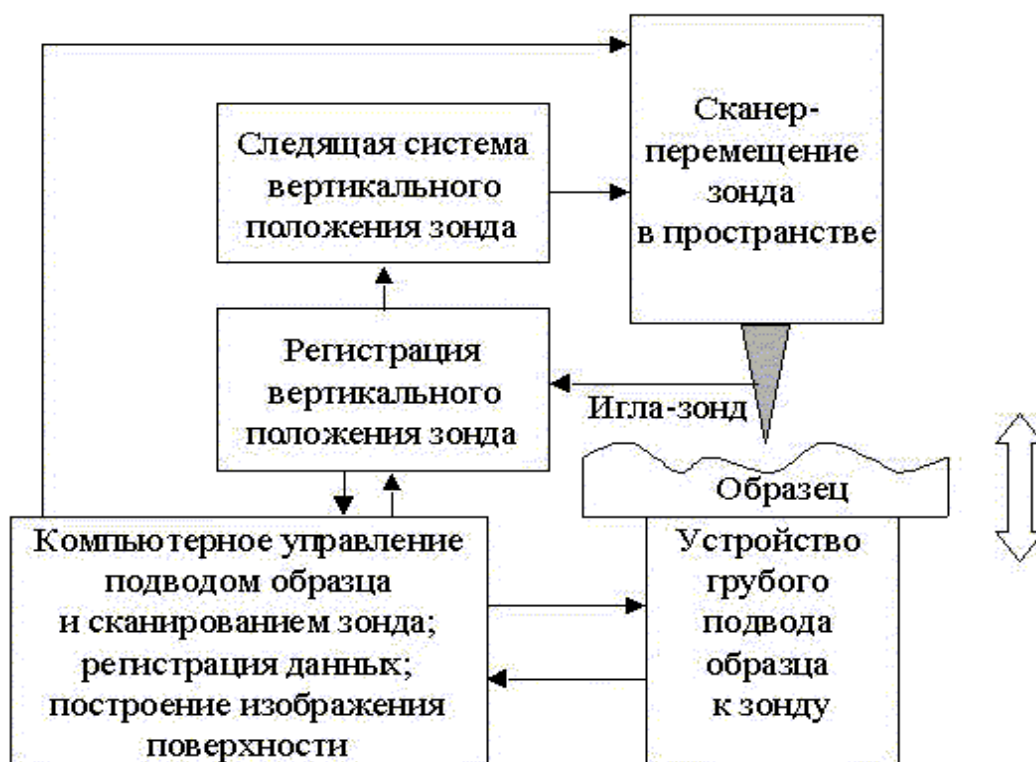 Сканер-
перемещение
зонда
в пространстве
Следящая система
вертикального
положения зонда
Регистрация
вертикального
положения зонда
Игла-зонд
Образец
Компьютерное управление
подводом образца
и сканированием зонда;
регистрация данных;
построение изображения
поверхности
Устройство
грубого
подвода
образца
к зонду